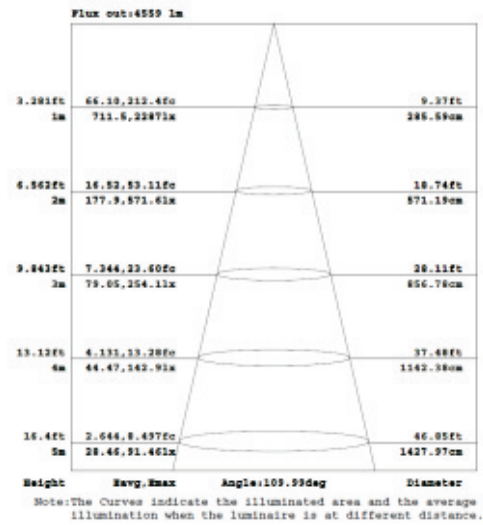 Flux out:4559 lm
3.281ft 66.10,212.4fc 9.37ft
1m 711.5,2287lx 285.59cm
6.562ft 16.52,53.11fc 18.74ft
2m 177.9,571.6lx 571.19cm
9.843ft 7.344,23.60fc 28.11ft
3m 79.05,254.1lx 856.78cm
13.12ft 4.131,13.28fc 37.48ft
4m 44.47,142.9lx 1142.38cm
16.4ft 2.644,8.497fc 46.85ft
5m 28.46,91.46lx 1427.97cm
Height Eavg,Emax Angle:109.99deg Diameter
Note:The Curves indicate the illuminated area and the average
illumination when the luminaire is at different distance.